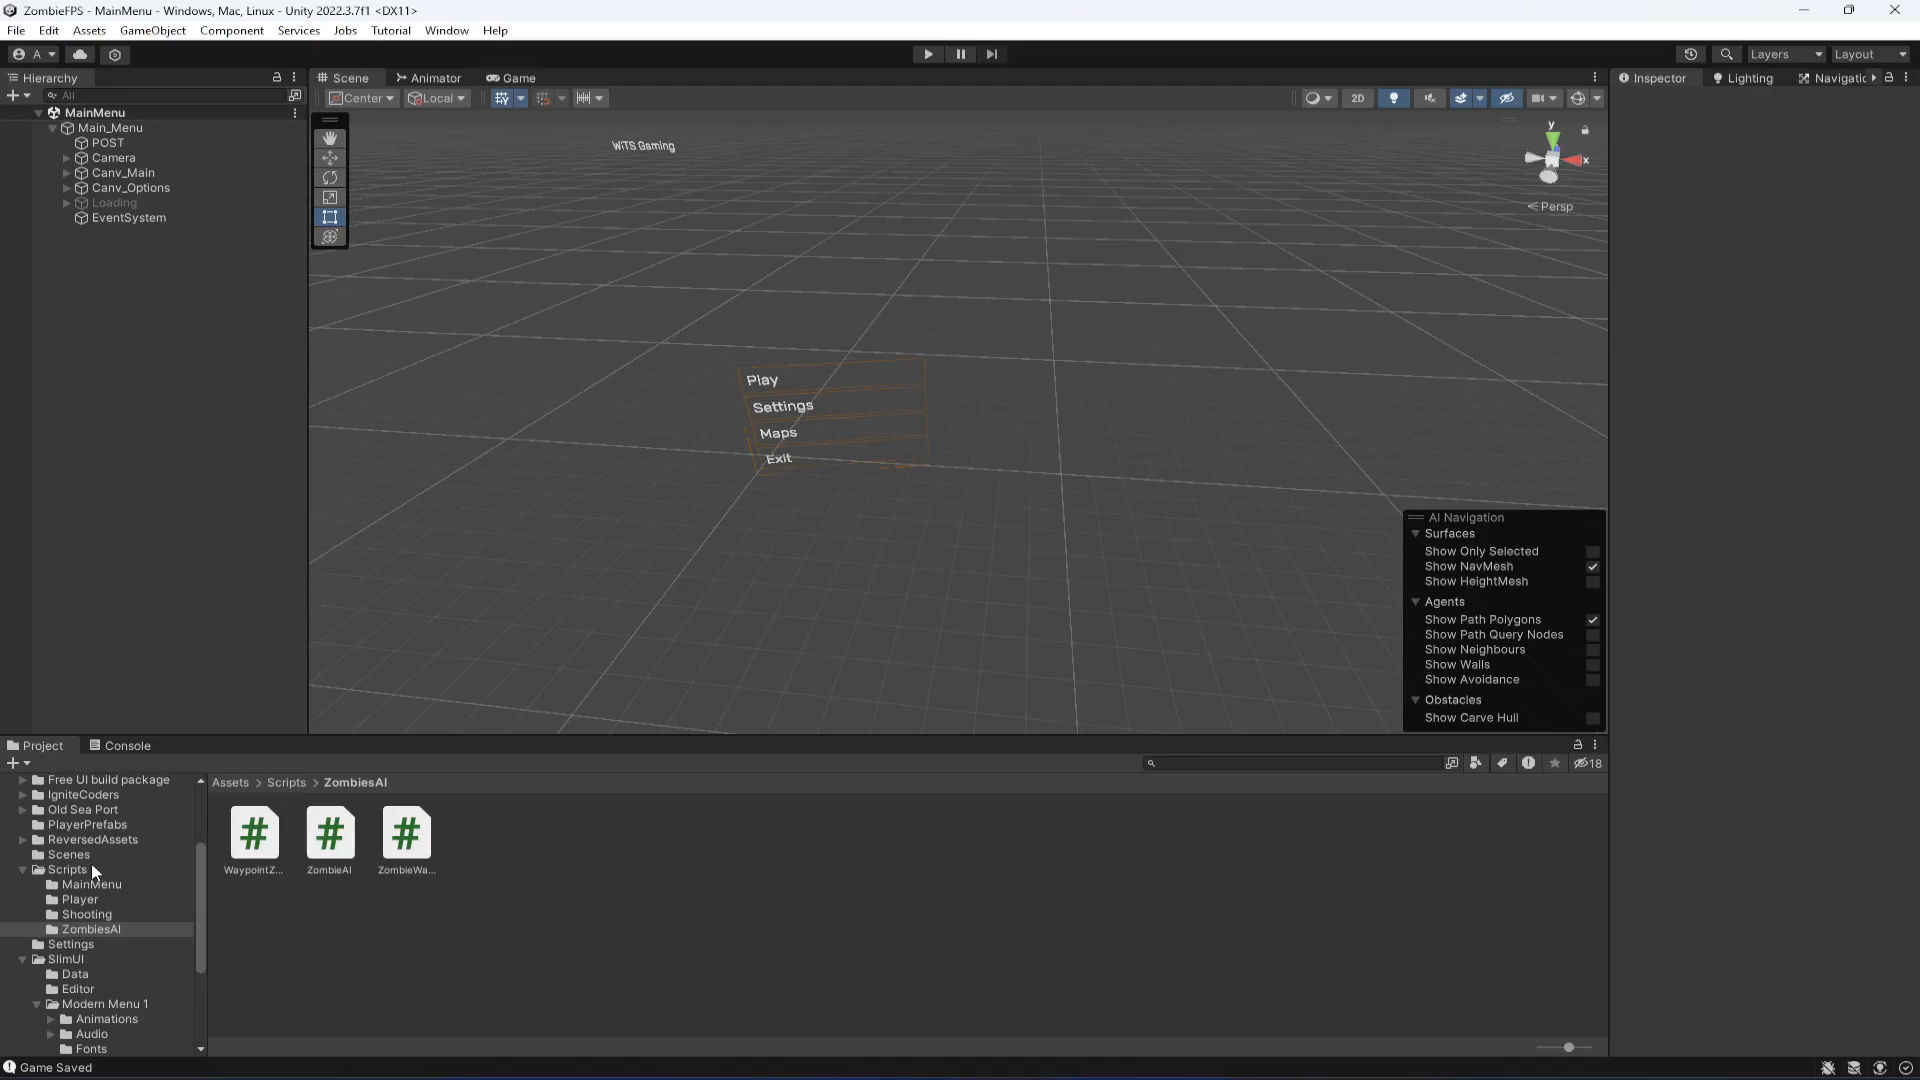 ZombieFPS - MainMenu - Windows, Mac, Linux - Unity 2022.3.7f1 <DX11>
File Edit Assets GameObject Component Services Jobs Tutorial Window Help
A Layers Layout
Hierarchy
All
MainMenu
Main_Menu
POST
Camera
Canv_Main
Canv_Options
Loading
EventSystem
Scene Animator Game
Center Local 2D
WiTS Gaming
y
x
Persp
Play
Settings
Maps
Exit
AI Navigation
Surfaces
Show Only Selected
Show NavMesh
Show HeightMesh
Agents
Show Path Polygons
Show Path Query Nodes
Show Neighbours
Show Walls
Show Avoidance
Obstacles
Show Carve Hull
Inspector Lighting Navigatic
Project Console
18
Free UI build package
IgniteCoders
Old Sea Port
PlayerPrefabs
ReversedAssets
Scenes
Scripts
MainMenu
Player
Shooting
ZombiesAI
Settings
SlimUI
Data
Editor
Modern Menu 1
Animations
Audio
Fonts
Assets > Scripts > ZombiesAI
# # #
WaypointZ... ZombieAI ZombieWa...
Game Saved